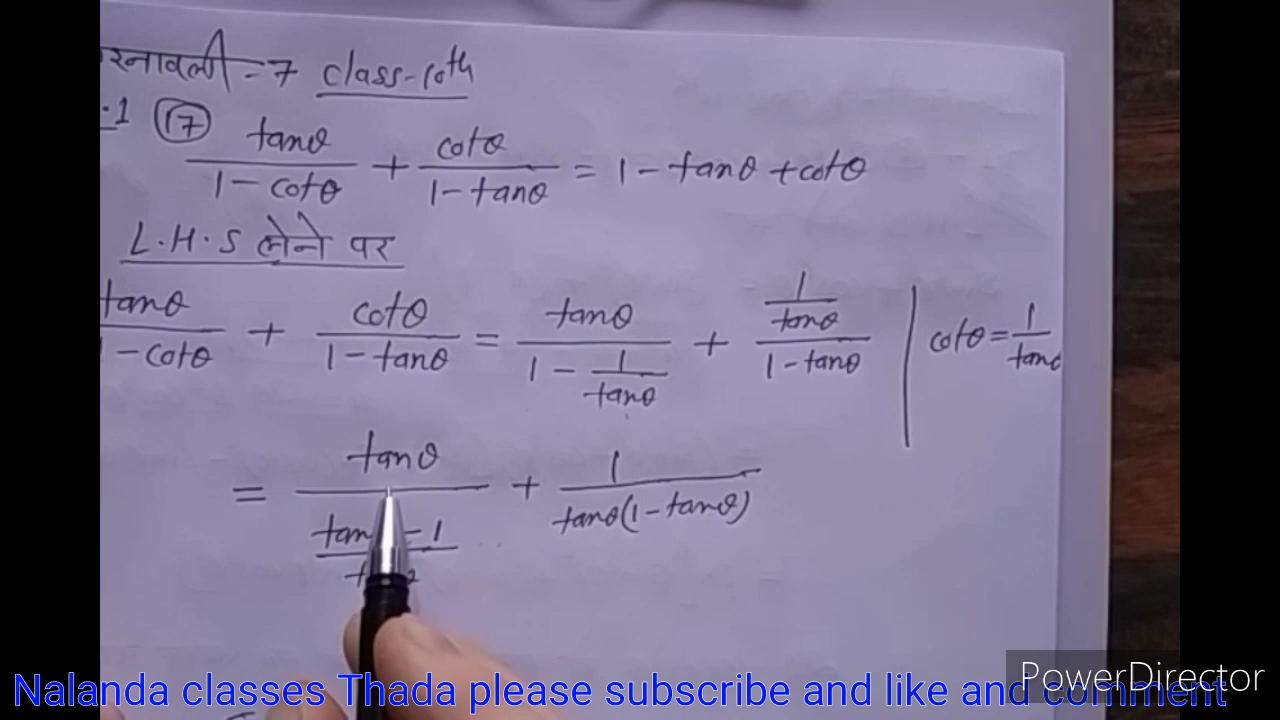 रनावली - 7 class-10th
.1 (17) tanθ/(1 - cotθ) + cotθ/(1 - tanθ) = 1 - tanθ + cotθ
L.H.S लेने पर
tanθ/(- cotθ) + cotθ/(1 - tanθ) = tanθ/(1 - 1/tanθ) + (1/tanθ)/(1 - tanθ) | cotθ = 1/tanθ
= tanθ/(tan - 1) + 1/(tanθ(1 - tanθ))
PowerDirector
Nalanda classes Thada please subscribe and like and comment